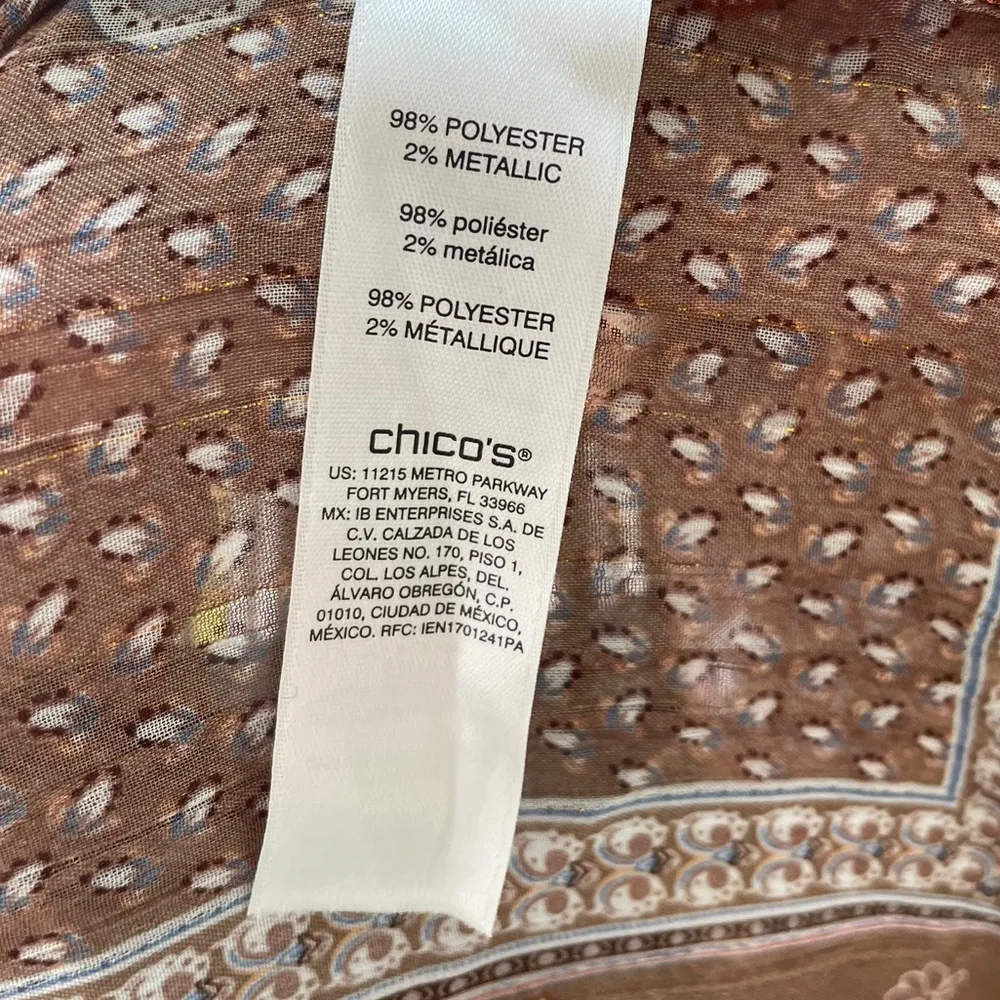 98% POLYESTER
2% METALLIC
98% poliéster
2% metálica
98% POLYESTER
2% MÉTALLIQUE
chico's®
US: 11215 METRO PARKWAY
FORT MYERS, FL 33966
MX: IB ENTERPRISES S.A. DE
C.V. CALZADA DE LOS
LEONES NO. 170, PISO 1,
COL. LOS ALPES, DEL.
ÁLVARO OBREGÓN, C.P.
01010, CIUDAD DE MÉXICO,
MÉXICO. RFC: IEN1701241PA